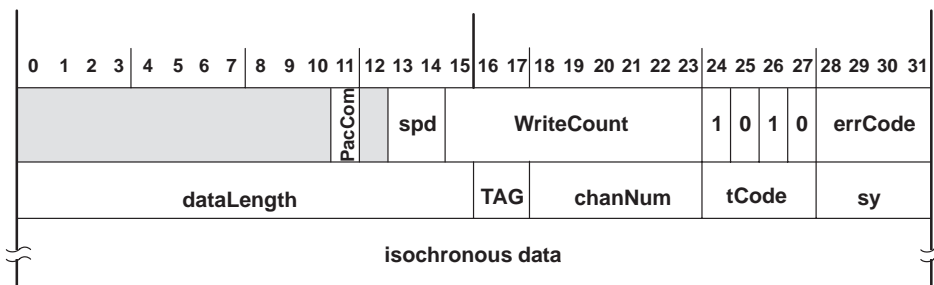 0 1 2 3 4 5 6 7 8 9 10 11 12 13 14 15 16 17 18 19 20 21 22 23 24 25 26 27 28 29 30 31
PacCom spd WriteCount 1 0 1 0 errCode
dataLength TAG chanNum tCode sy
isochronous data